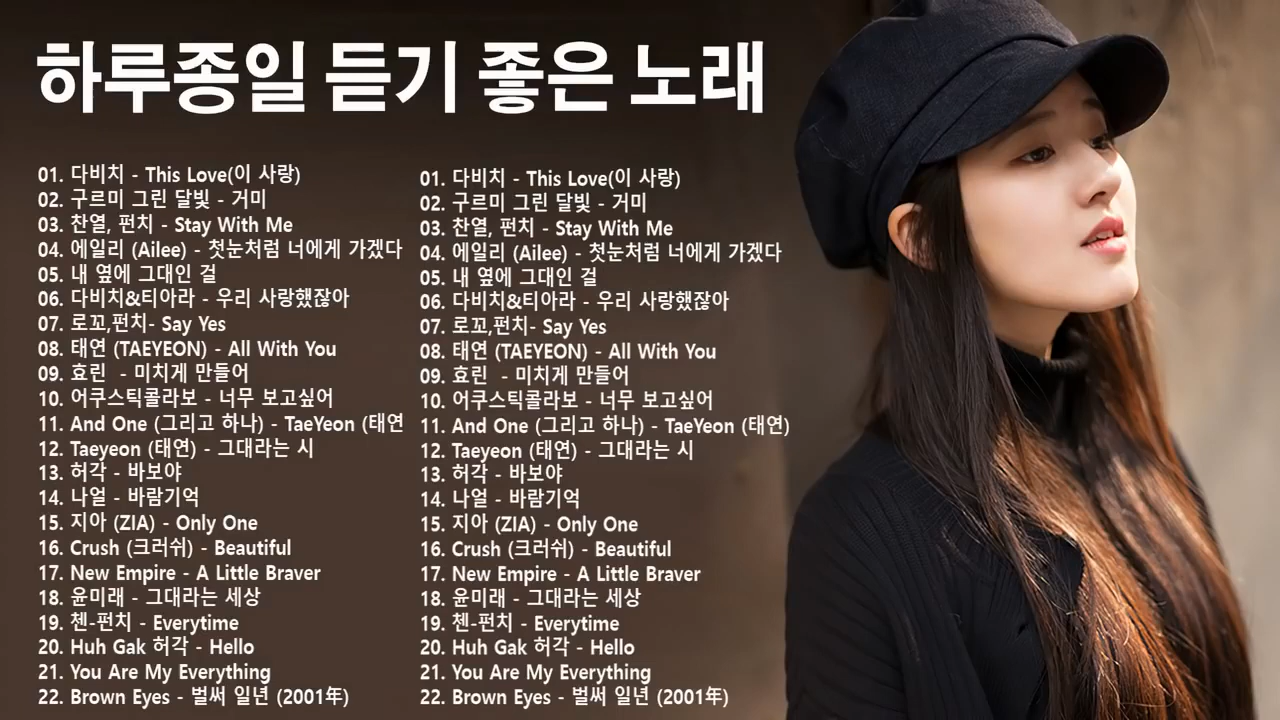 하루종일 듣기 좋은 노래
01. 다비치 - This Love(이 사랑)
02. 구르미 그린 달빛 - 거미
03. 찬열, 펀치 - Stay With Me
04. 에일리 (Ailee) - 첫눈처럼 너에게 가겠다
05. 내 옆에 그대인 걸
06. 다비치&티아라 - 우리 사랑했잖아
07. 로꼬,펀치- Say Yes
08. 태연 (TAEYEON) - All With You
09. 효린  - 미치게 만들어
10. 어쿠스틱콜라보 - 너무 보고싶어
11. And One (그리고 하나) - TaeYeon (태연
12. Taeyeon (태연) - 그대라는 시
13. 허각 - 바보야
14. 나얼 - 바람기억
15. 지아 (ZIA) - Only One
16. Crush (크러쉬) - Beautiful
17. New Empire - A Little Braver
18. 윤미래 - 그대라는 세상
19. 첸-펀치 - Everytime
20. Huh Gak 허각 - Hello
21. You Are My Everything
22. Brown Eyes - 벌써 일년 (2001年)
01. 다비치 - This Love(이 사랑)
02. 구르미 그린 달빛 - 거미
03. 찬열, 펀치 - Stay With Me
04. 에일리 (Ailee) - 첫눈처럼 너에게 가겠다
05. 내 옆에 그대인 걸
06. 다비치&티아라 - 우리 사랑했잖아
07. 로꼬,펀치- Say Yes
08. 태연 (TAEYEON) - All With You
09. 효린  - 미치게 만들어
10. 어쿠스틱콜라보 - 너무 보고싶어
11. And One (그리고 하나) - TaeYeon (태연)
12. Taeyeon (태연) - 그대라는 시
13. 허각 - 바보야
14. 나얼 - 바람기억
15. 지아 (ZIA) - Only One
16. Crush (크러쉬) - Beautiful
17. New Empire - A Little Braver
18. 윤미래 - 그대라는 세상
19. 첸-펀치 - Everytime
20. Huh Gak 허각 - Hello
21. You Are My Everything
22. Brown Eyes - 벌써 일년 (2001年)